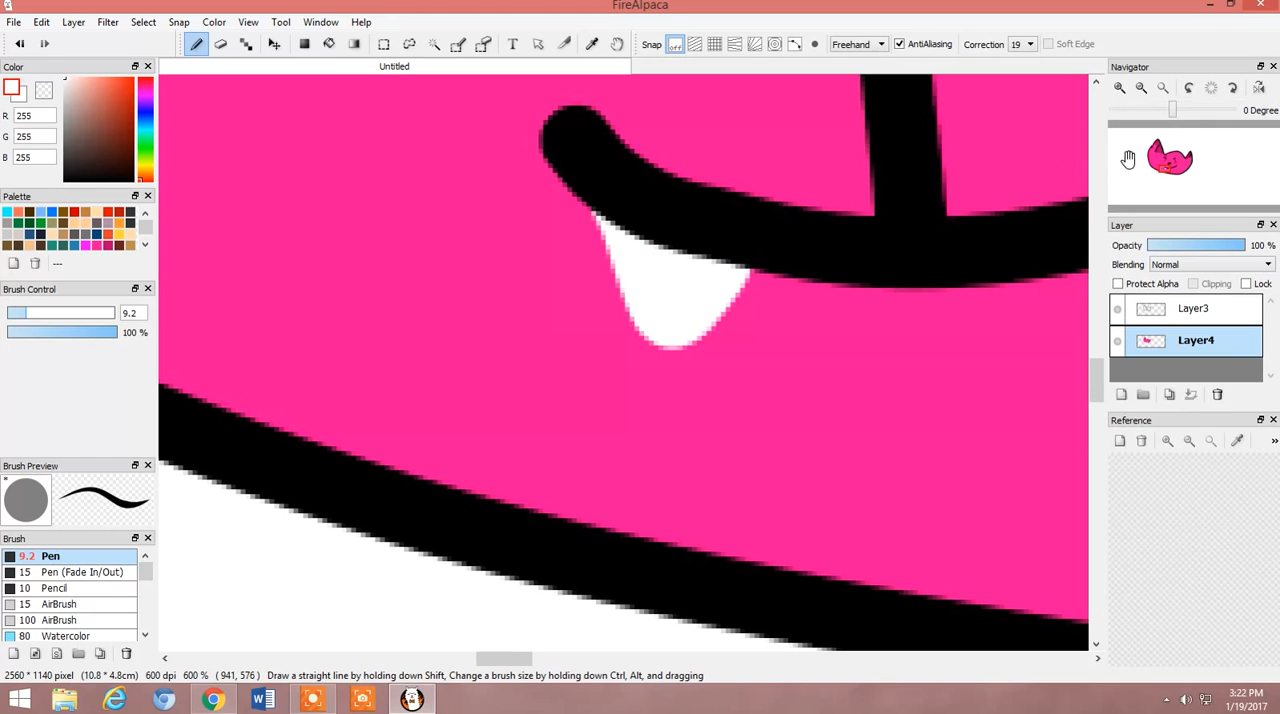 FireAlpaca
File Edit Layer Filter Select Snap Color View Tool Window Help
Snap off Freehand AntiAliasing Correction 19 Soft Edge
Color Untitled Navigator
R 255
G 255
B 255
0 Degree
Palette
---
Brush Control
9.2
100 %
Layer
Opacity 100 %
Blending Normal
Protect Alpha Clipping Lock
Layer3
Layer4
Reference
Brush Preview
Brush
9.2 Pen
15 Pen (Fade In/Out)
10 Pencil
15 AirBrush
100 AirBrush
80 Watercolor
2560 * 1140 pixel (10.8 * 4.8cm) 600 dpi 600 % ( 941, 576 ) Draw a straight line by holding down Shift, Change a brush size by holding down Ctrl, Alt, and dragging
3:22 PM
1/19/2017